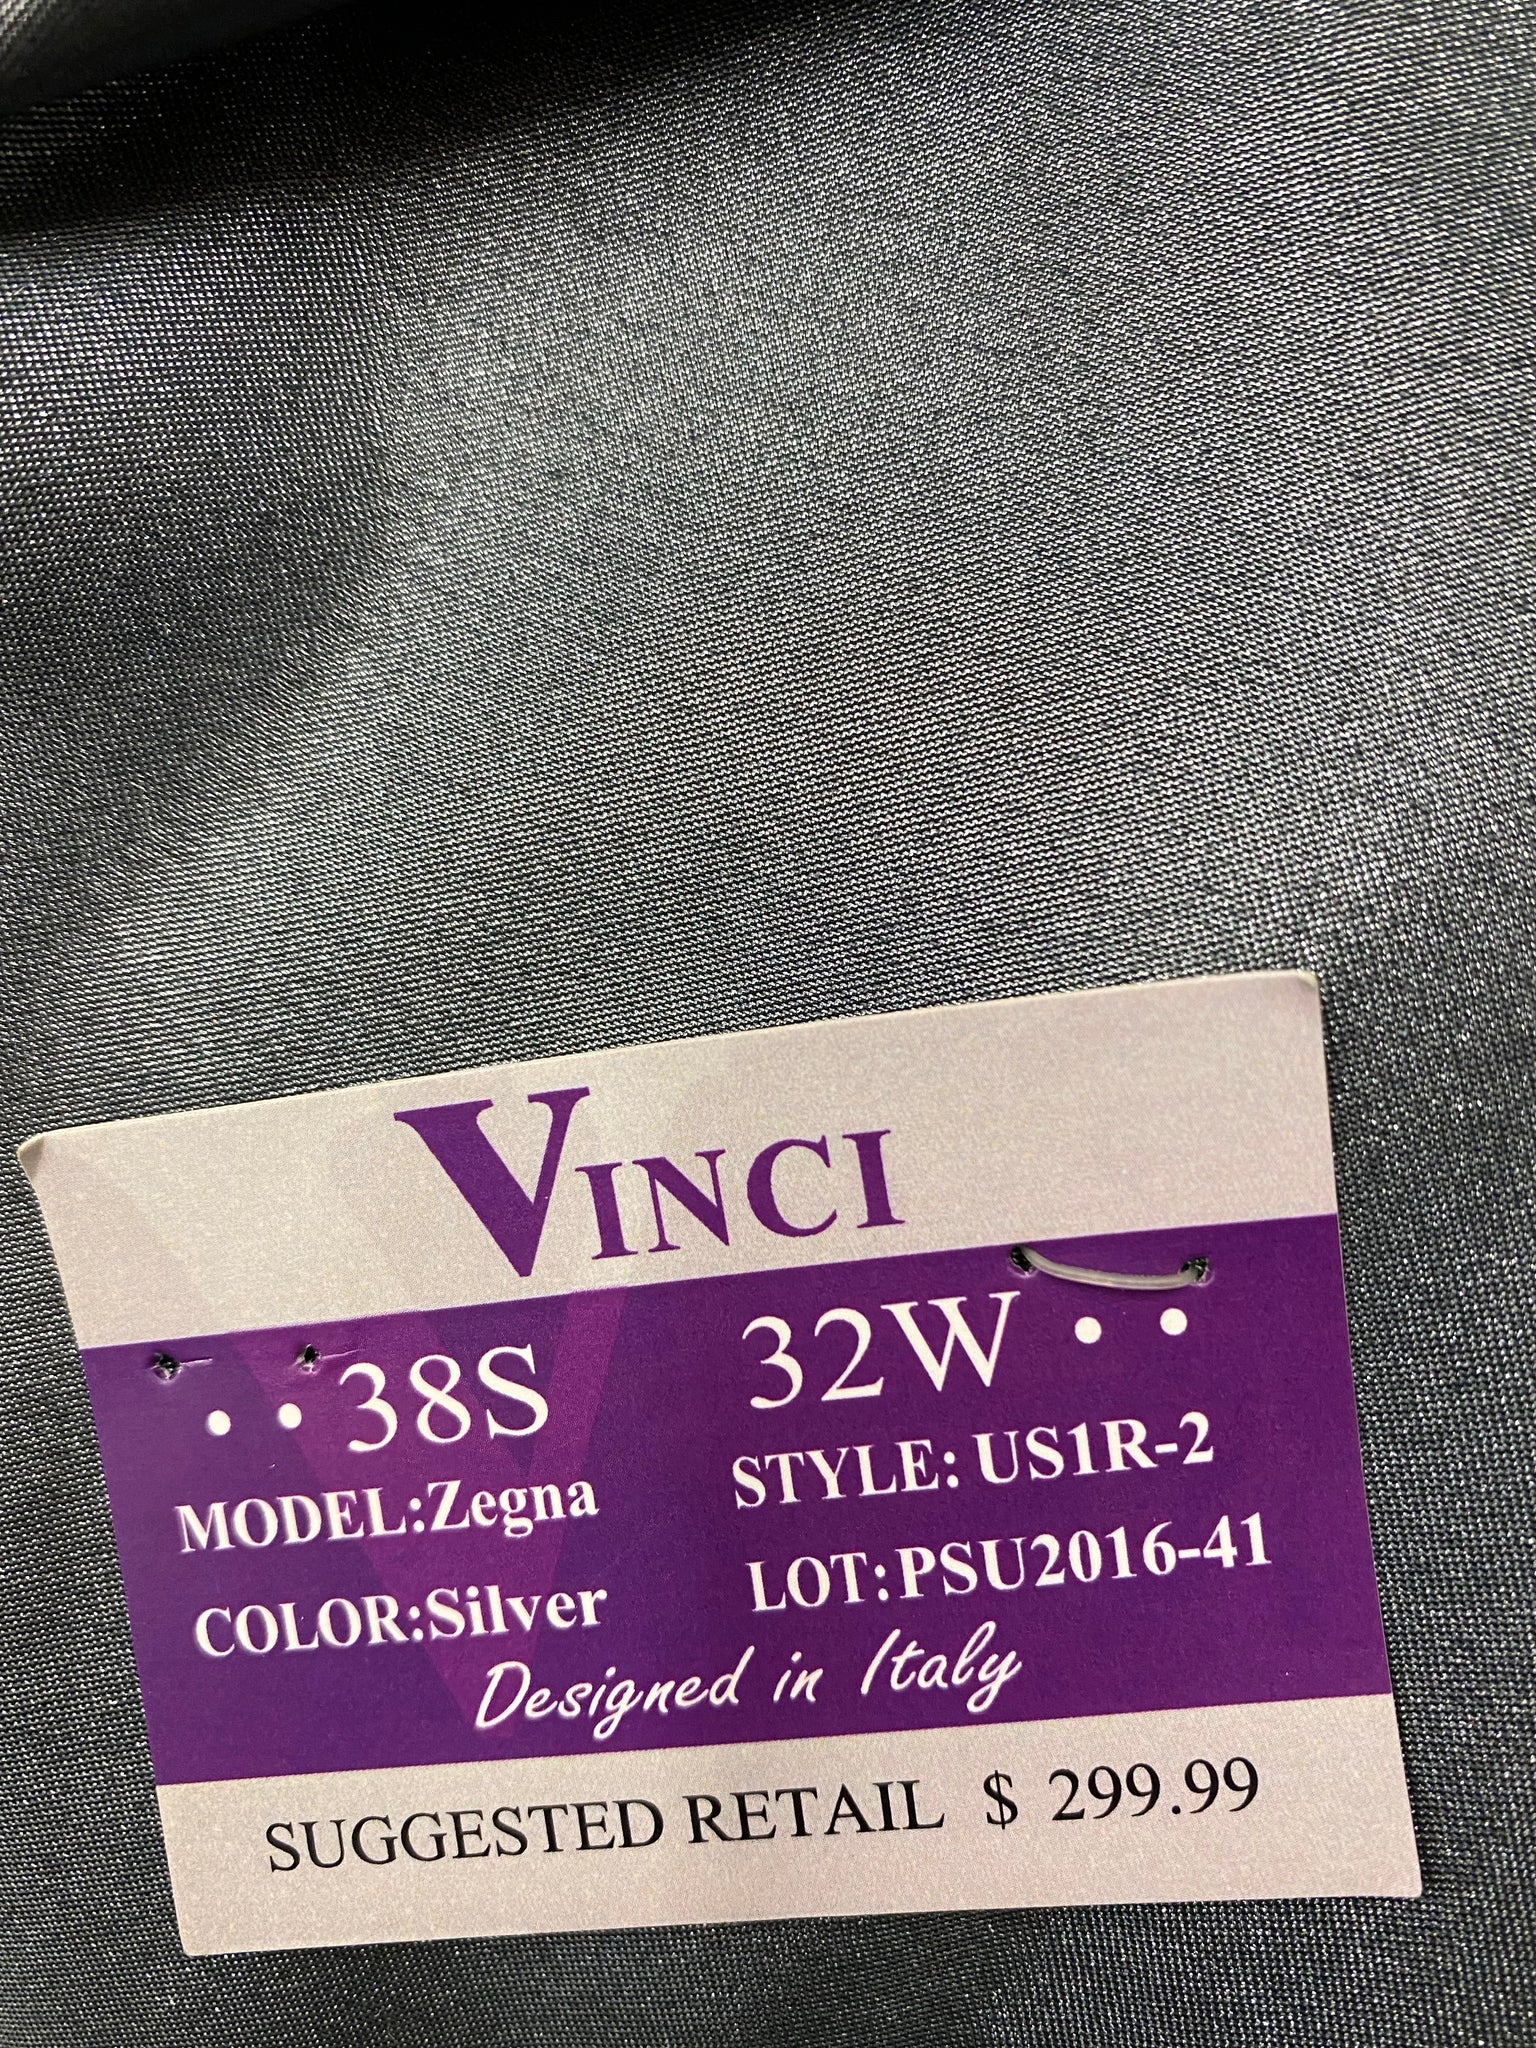 VINCI
38S 32W
MODEL:Zegna STYLE: US1R-2
COLOR:Silver LOT:PSU2016-41
Designed in Italy
SUGGESTED RETAIL $ 299.99